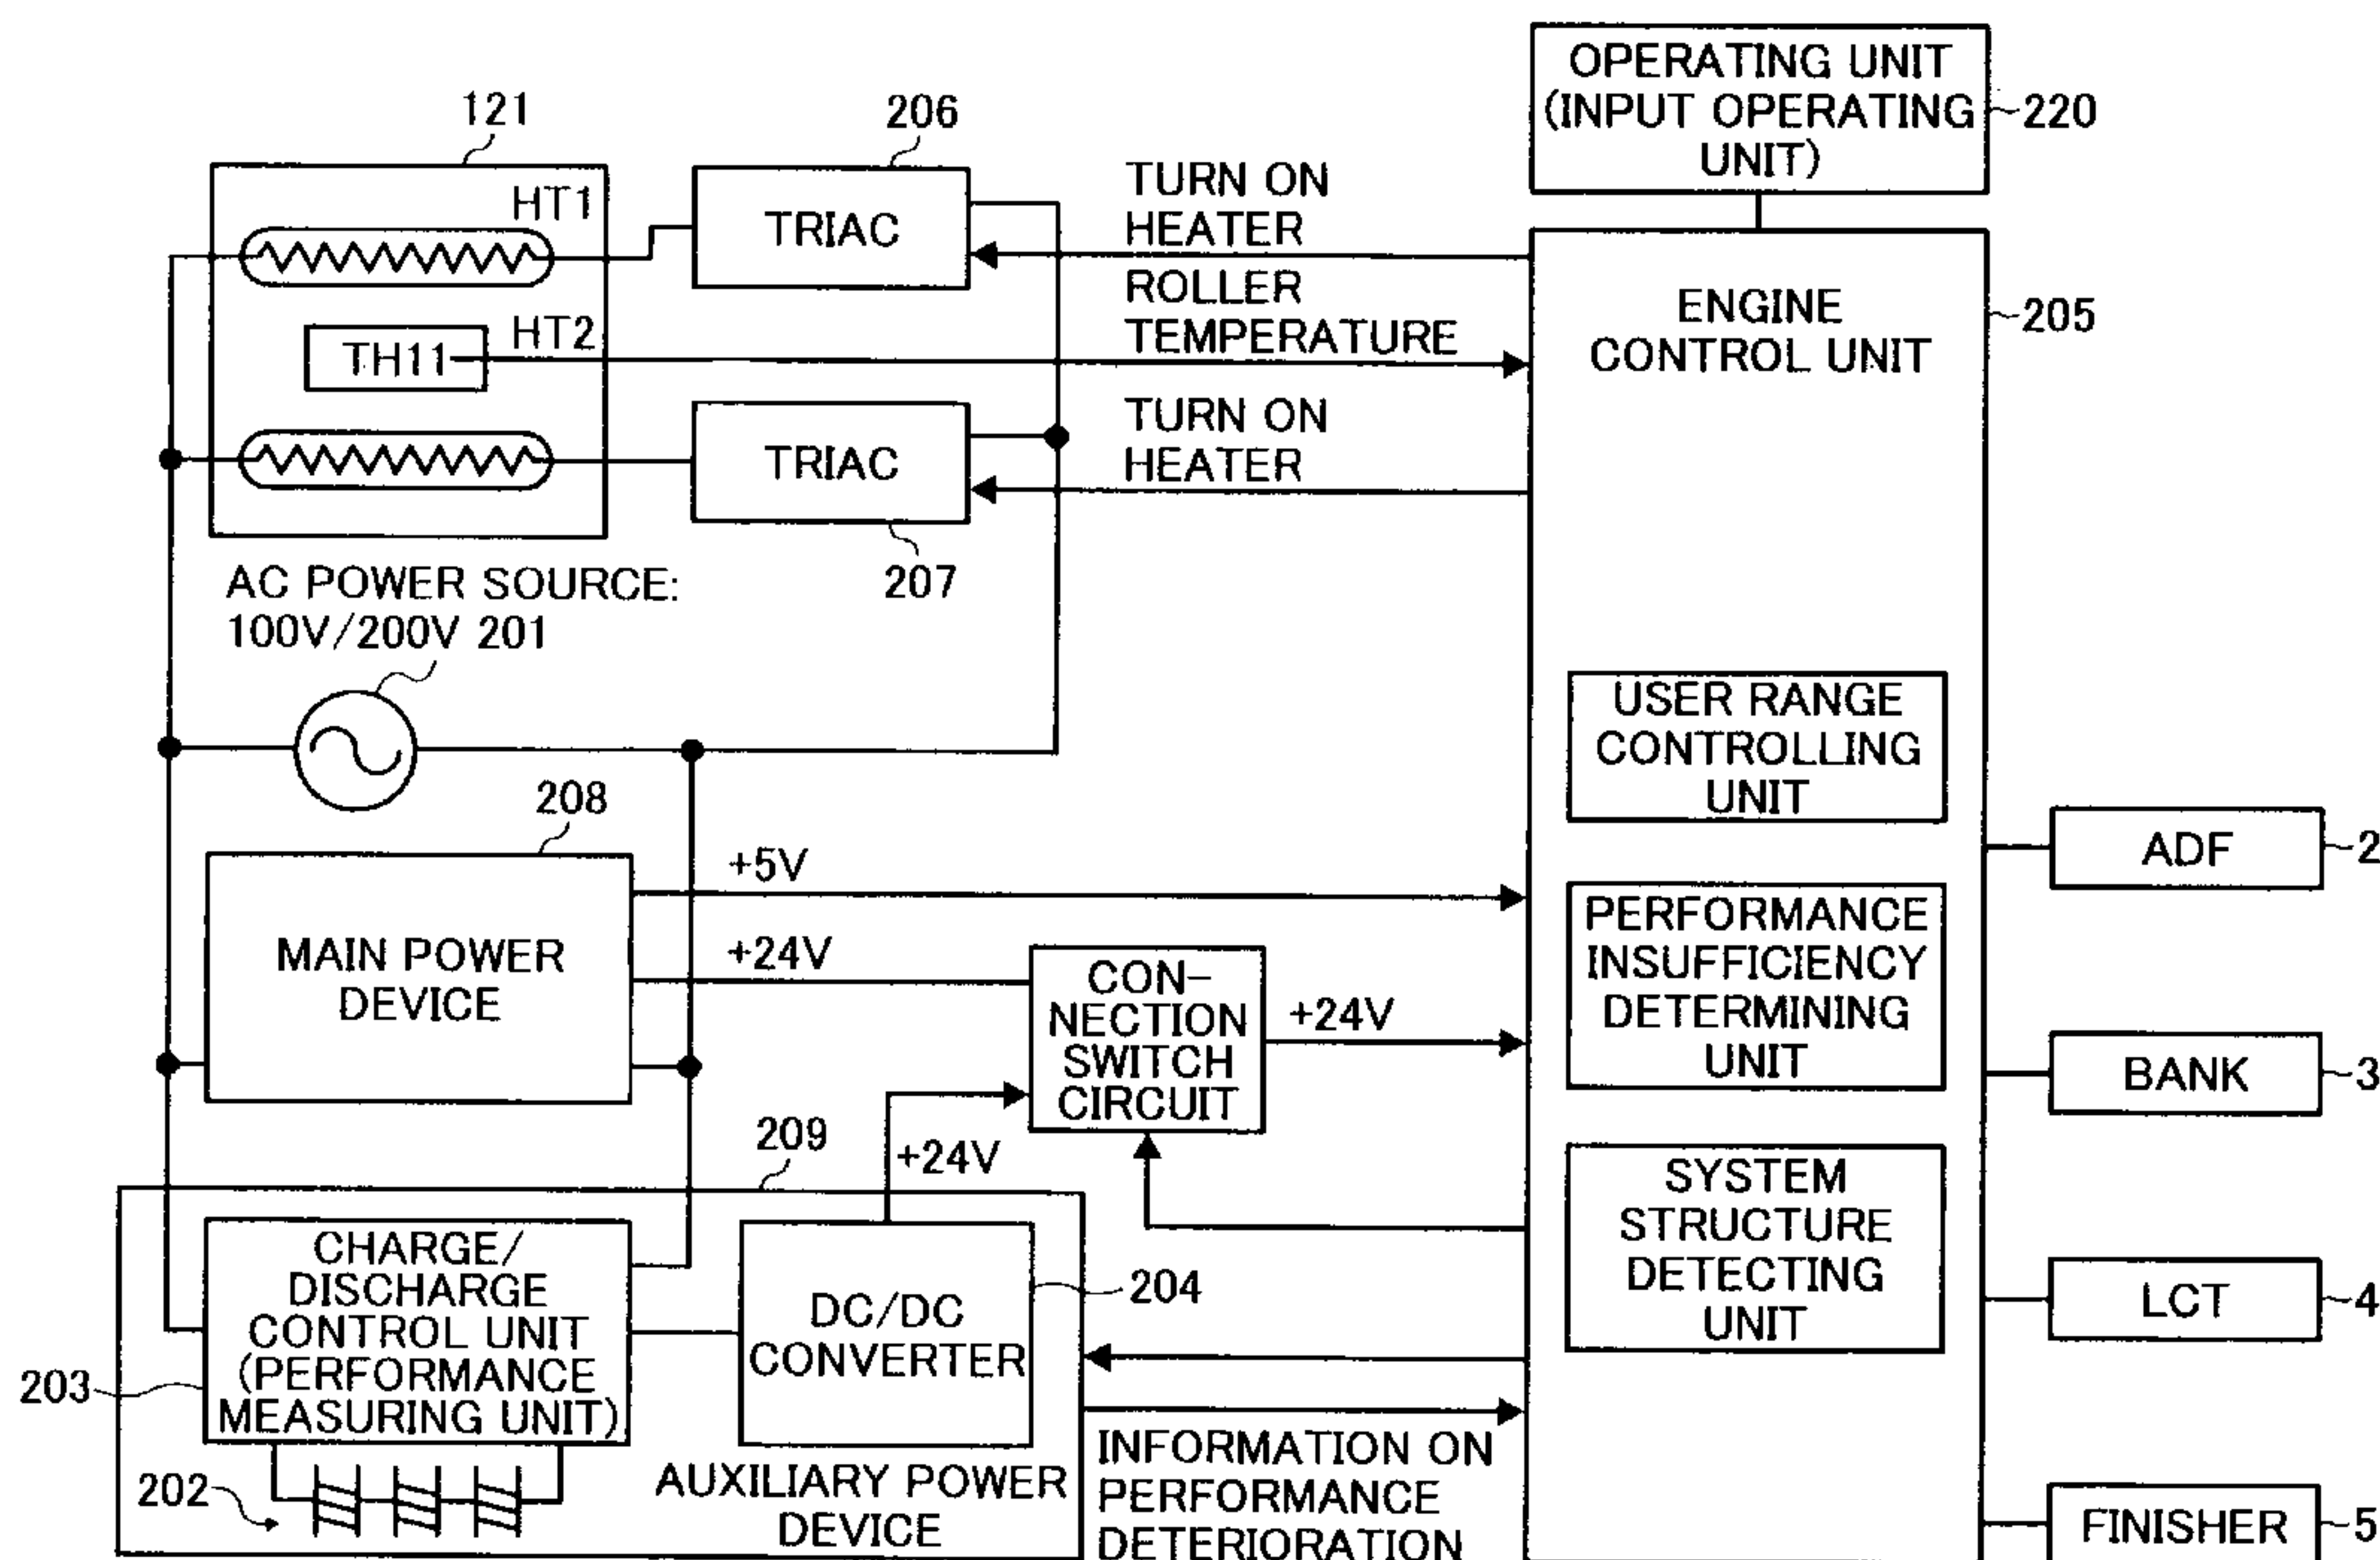 OPERATING UNIT
(INPUT OPERATING
UNIT)
220
121
206
HT1
TRIAC
TURN ON
HEATER
ROLLER
TEMPERATURE
ENGINE
CONTROL UNIT
205
TH11
HT2
TRIAC
TURN ON
HEATER
207
AC POWER SOURCE:
100V/200V 201
USER RANGE
CONTROLLING
UNIT
208
MAIN POWER
DEVICE
+5V
+24V
CON-
NECTION
SWITCH
CIRCUIT
+24V
PERFORMANCE
INSUFFICIENCY
DETERMINING
UNIT
ADF
2
BANK
3
209
+24V
CHARGE/
DISCHARGE
CONTROL UNIT
(PERFORMANCE
MEASURING UNIT)
203
DC/DC
CONVERTER
204
SYSTEM
STRUCTURE
DETECTING
UNIT
LCT
4
202
AUXILIARY POWER
DEVICE
INFORMATION ON
PERFORMANCE
DETERIORATION
FINISHER
5